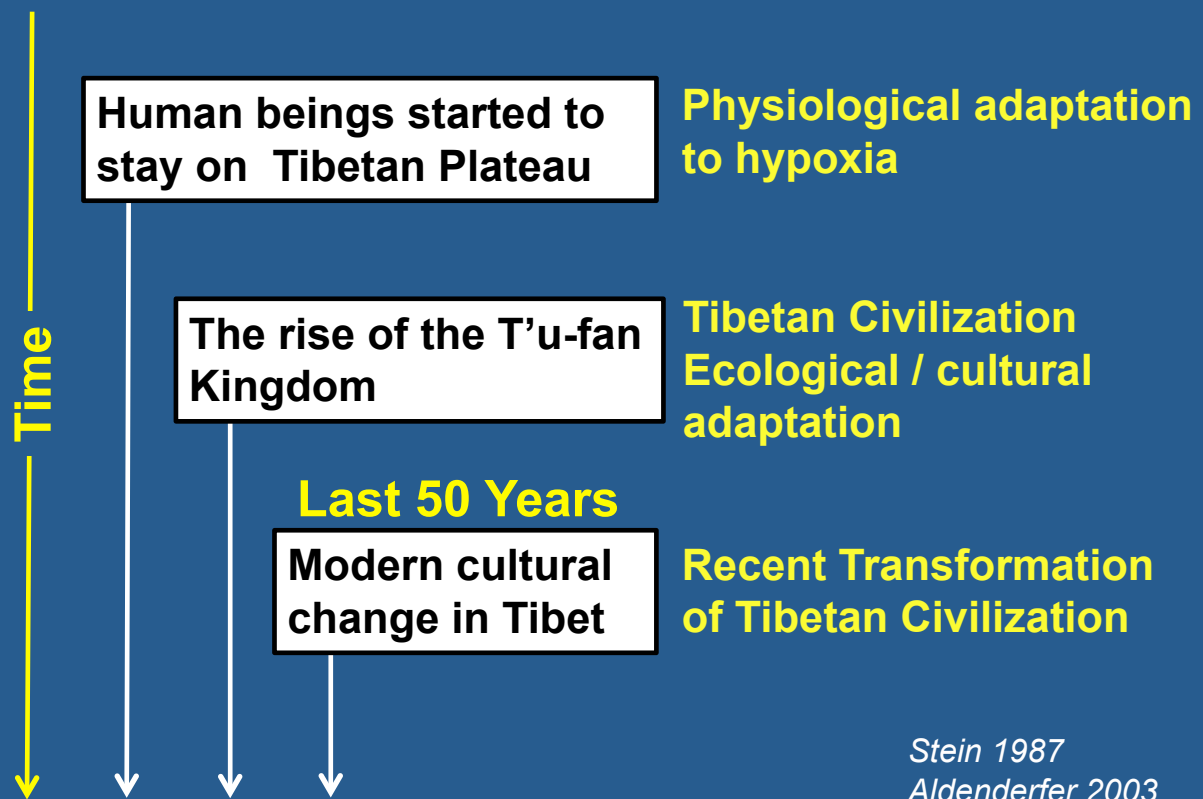 Human beings started to
stay on Tibetan Plateau
Physiological adaptation
to hypoxia
Time
The rise of the T’u-fan
Kingdom
Tibetan Civilization
Ecological / cultural
adaptation
Last 50 Years
Modern cultural
change in Tibet
Recent Transformation
of Tibetan Civilization
Stein 1987
Aldenderfer 2003